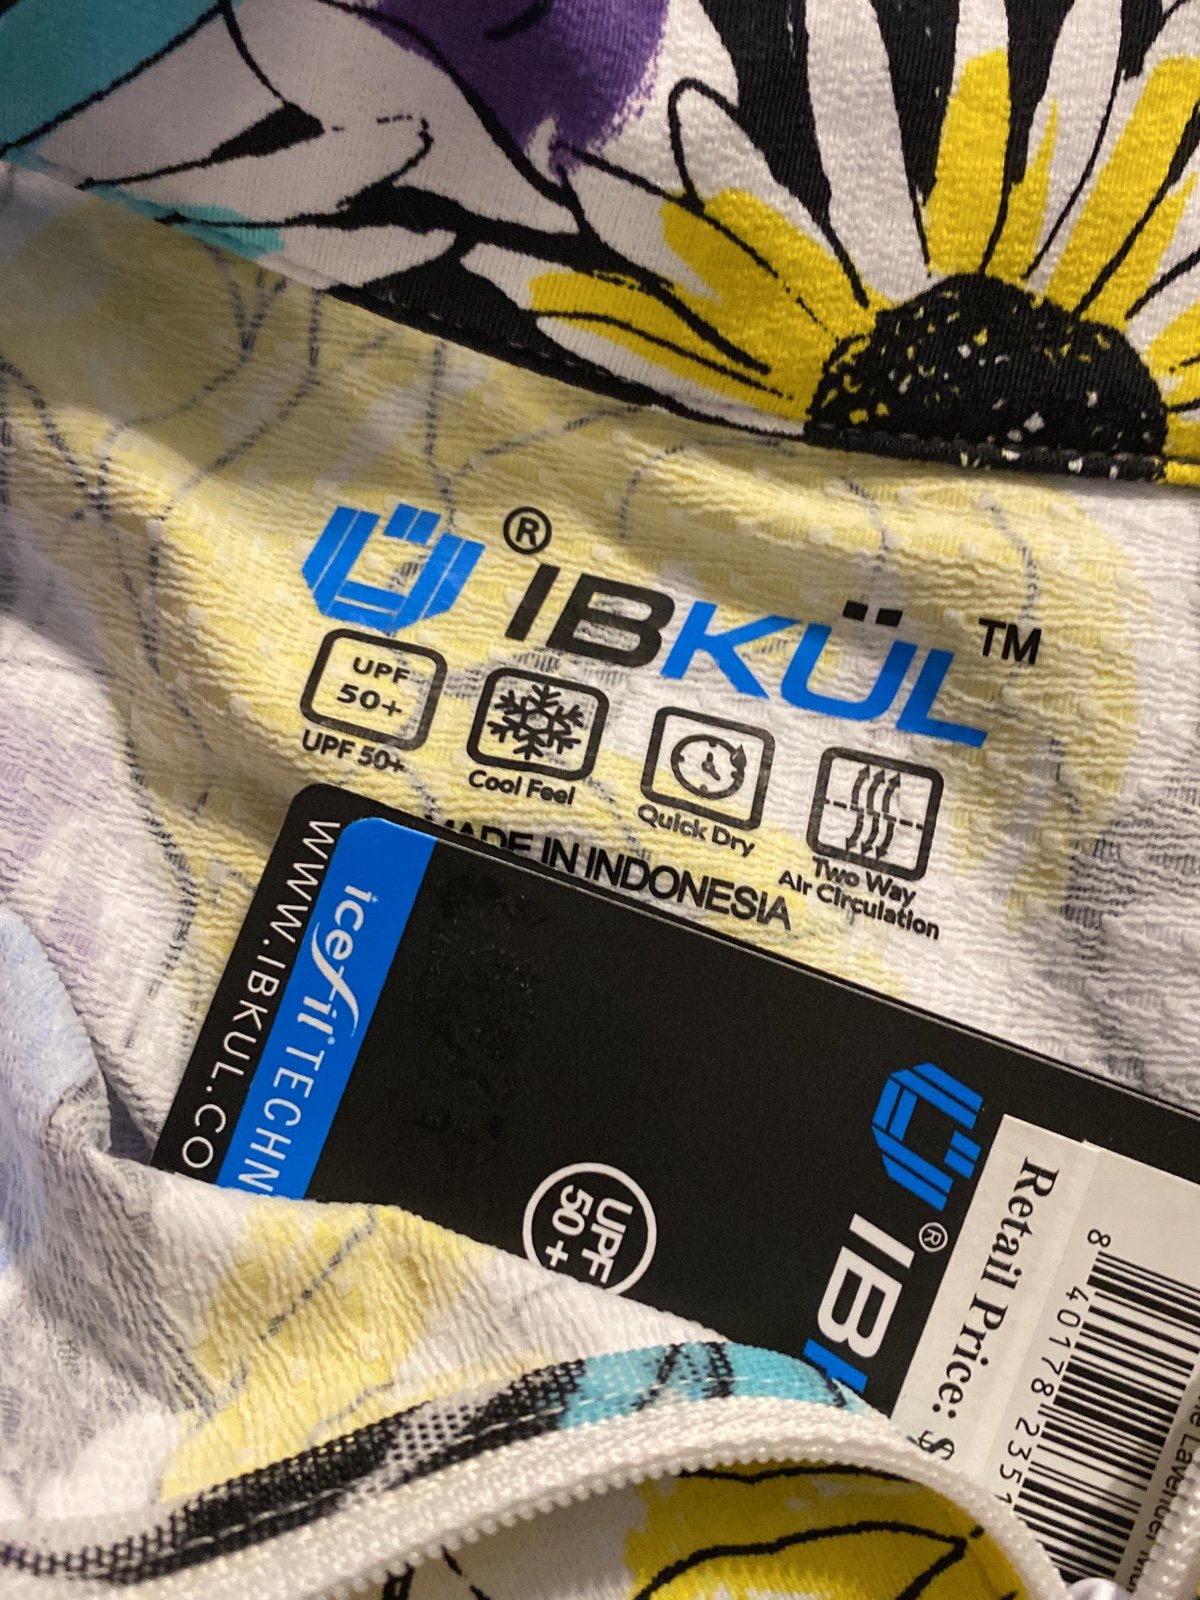 ®
IBKÜL™
UPF
50+
UPF 50+
Cool Feel
Quick Dry
Two Way
Air Circulation
MADE IN INDONESIA
WWW.IBKUL.CO
icefil® TECHN
UPF
50+
® IB
Retail Price: $
8 40178 2351
Lavender